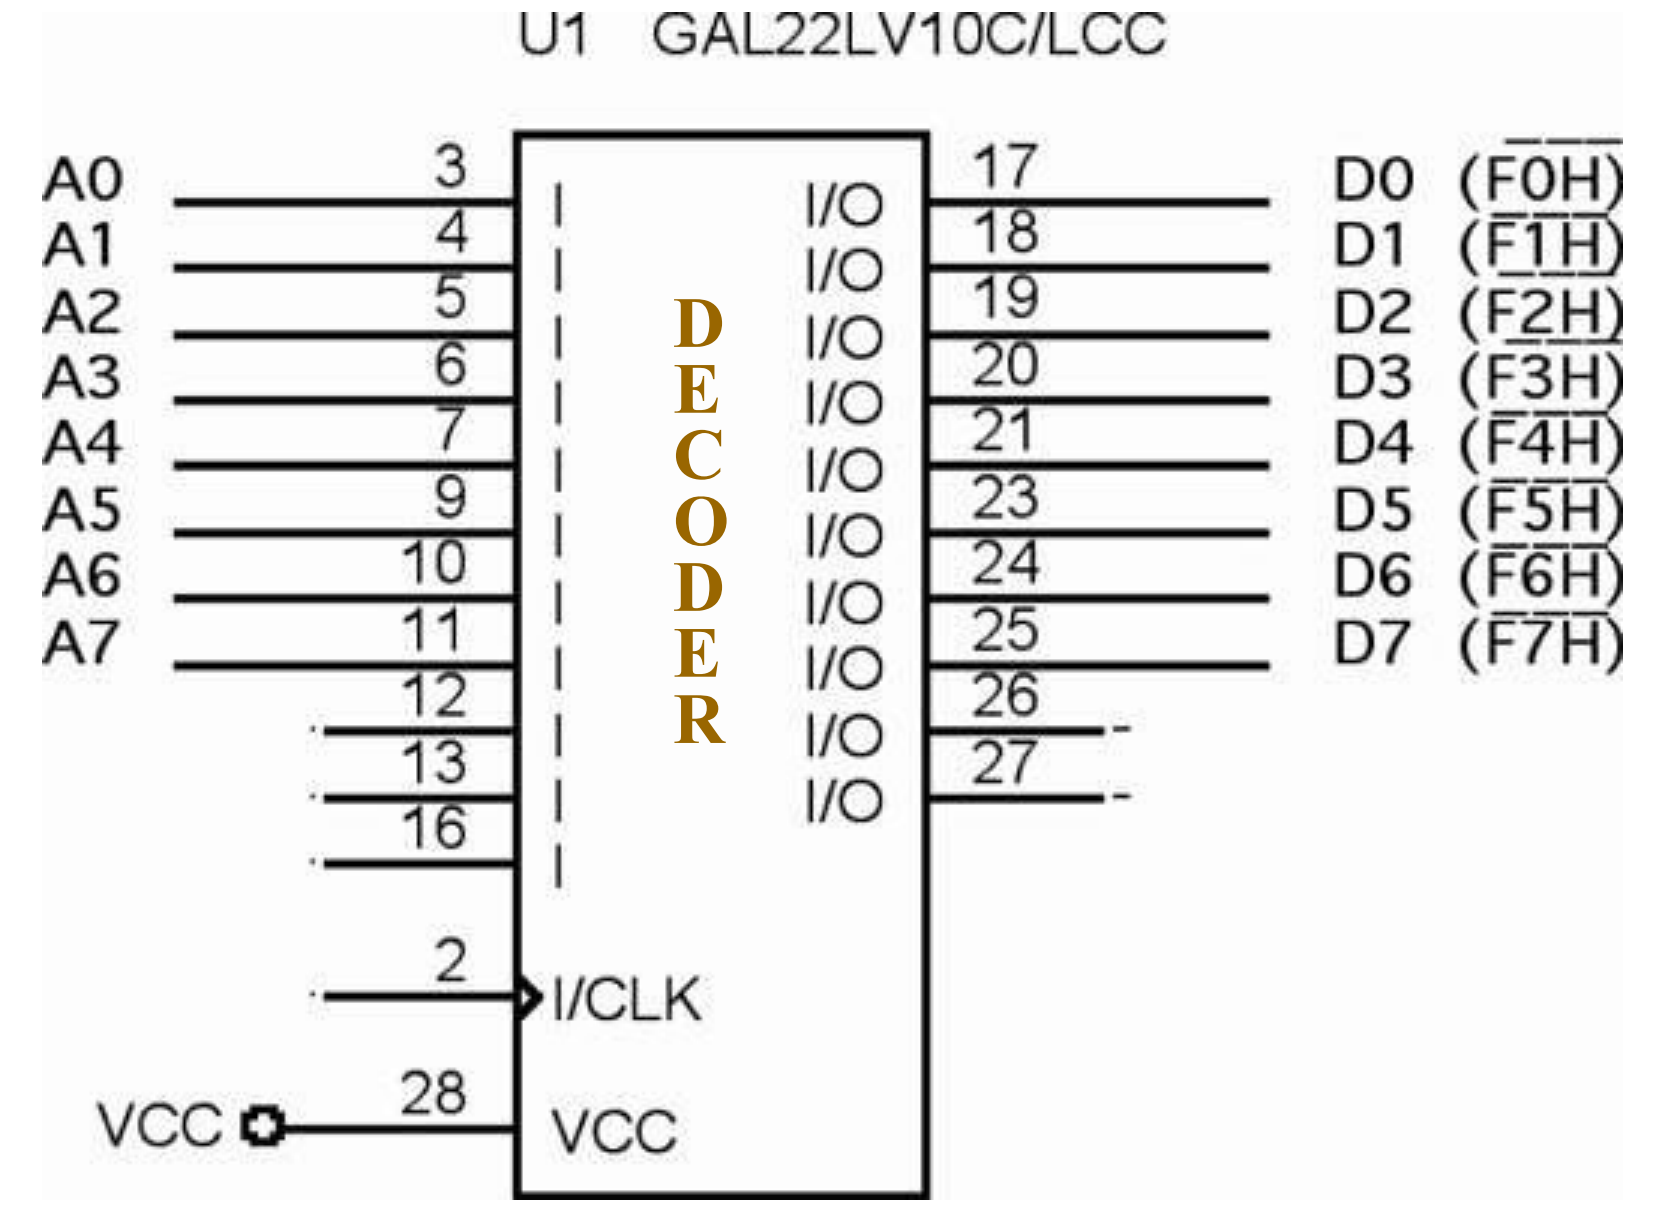 U1 GAL22LV10C/LCC
A0 3 I I/O 17 D0 (F0H)
A1 4 I I/O 18 D1 (F1H)
A2 5 I I/O 19 D2 (F2H)
A3 6 I I/O 20 D3 (F3H)
A4 7 I I/O 21 D4 (F4H)
A5 9 I I/O 23 D5 (F5H)
A6 10 I I/O 24 D6 (F6H)
A7 11 I I/O 25 D7 (F7H)
12 I I/O 26
13 I I/O 27
16 I
DECODER
2 I/CLK
VCC 28 VCC